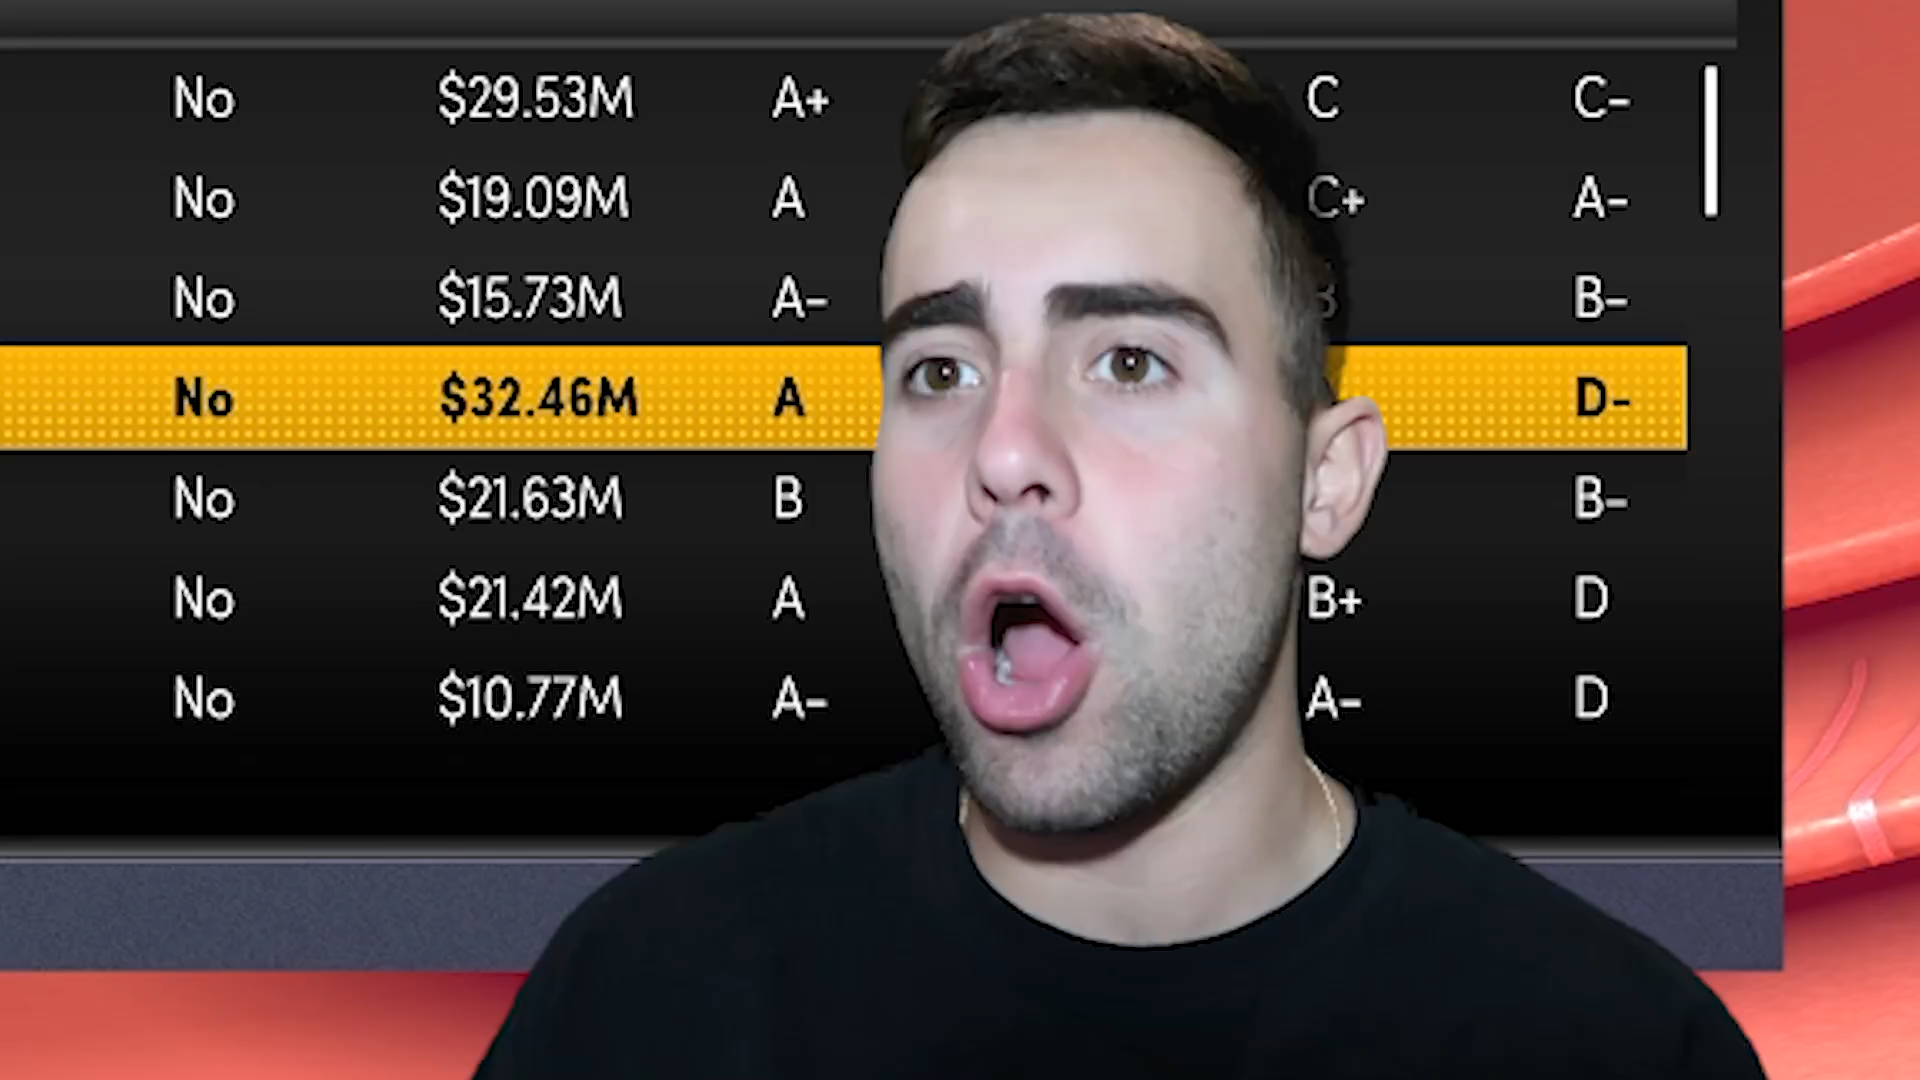 No $29.53M A+ C C-
No $19.09M A C+ A-
No $15.73M A- B B-
No $32.46M A D-
No $21.63M B B-
No $21.42M A B+ D
No $10.77M A- A- D